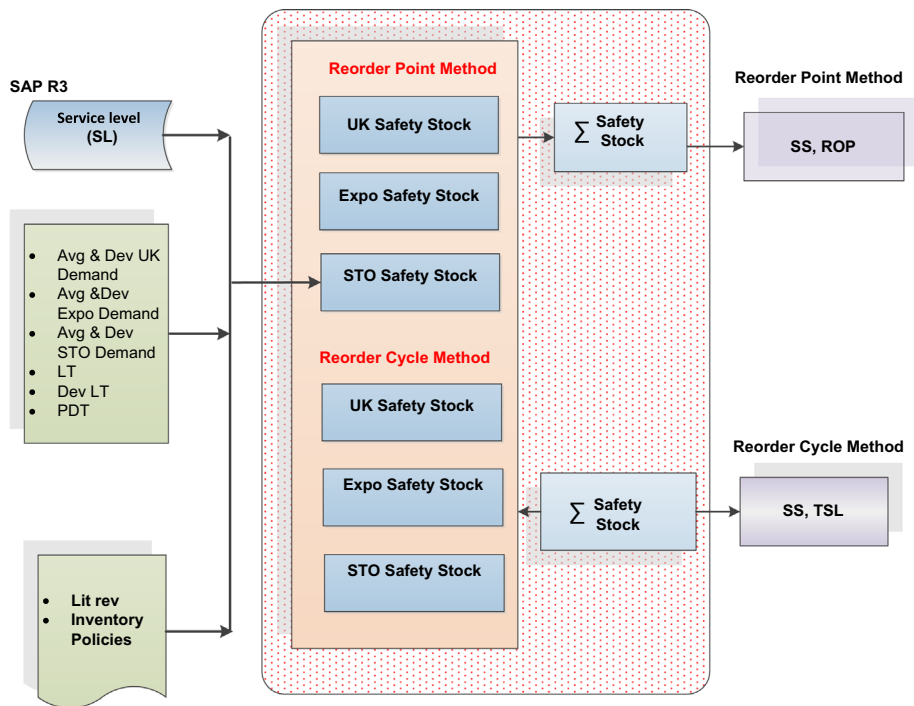 SAP R3
Service level
(SL)
• Avg & Dev UK
Demand
• Avg &Dev
Expo Demand
• Avg & Dev
STO Demand
• LT
• Dev LT
• PDT
• Lit rev
• Inventory
Policies
Reorder Point Method
UK Safety Stock
Expo Safety Stock
STO Safety Stock
Reorder Cycle Method
UK Safety Stock
Expo Safety Stock
STO Safety Stock
∑ Safety
Stock
∑ Safety
Stock
Reorder Point Method
SS, ROP
Reorder Cycle Method
SS, TSL